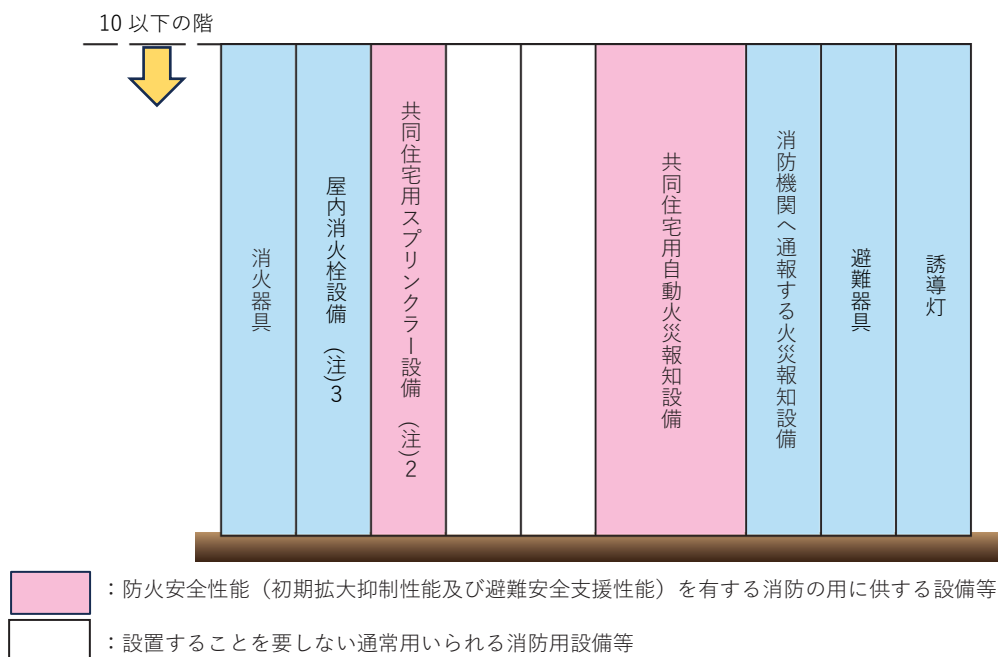 10 以下の階
消火器具
屋内消火栓設備 (注)3
共同住宅用スプリンクラー設備 (注)2
共同住宅用自動火災報知設備
消防機関へ通報する火災報知設備
避難器具
誘導灯
：防火安全性能（初期拡大抑制性能及び避難安全支援性能）を有する消防の用に供する設備等
：設置することを要しない通常用いられる消防用設備等